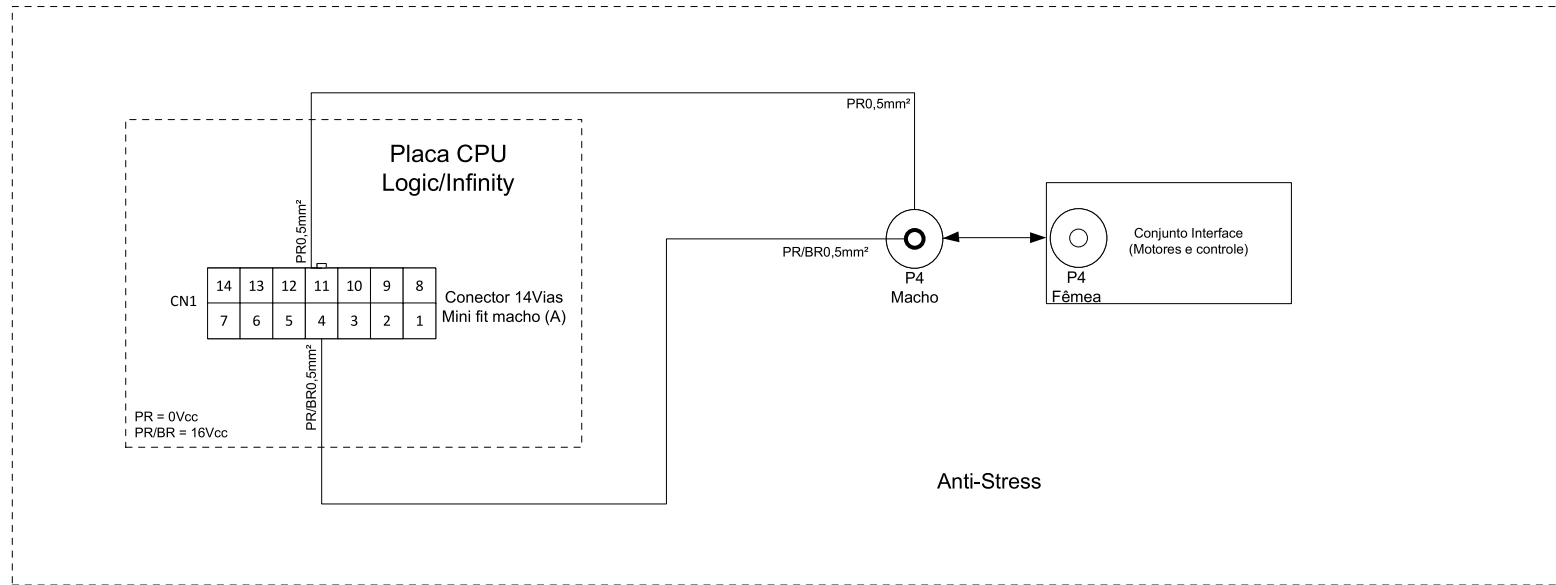 PR0,5mm²
Placa CPU
Logic/Infinity
PR0,5mm²
PR/BR0,5mm²
P4
Macho
Conjunto Interface
(Motores e controle)
P4
Fêmea
CN1
14 13 12 11 10 9 8
7 6 5 4 3 2 1
Conector 14Vias
Mini fit macho (A)
PR/BR0,5mm²
PR = 0Vcc
PR/BR = 16Vcc
Anti-Stress